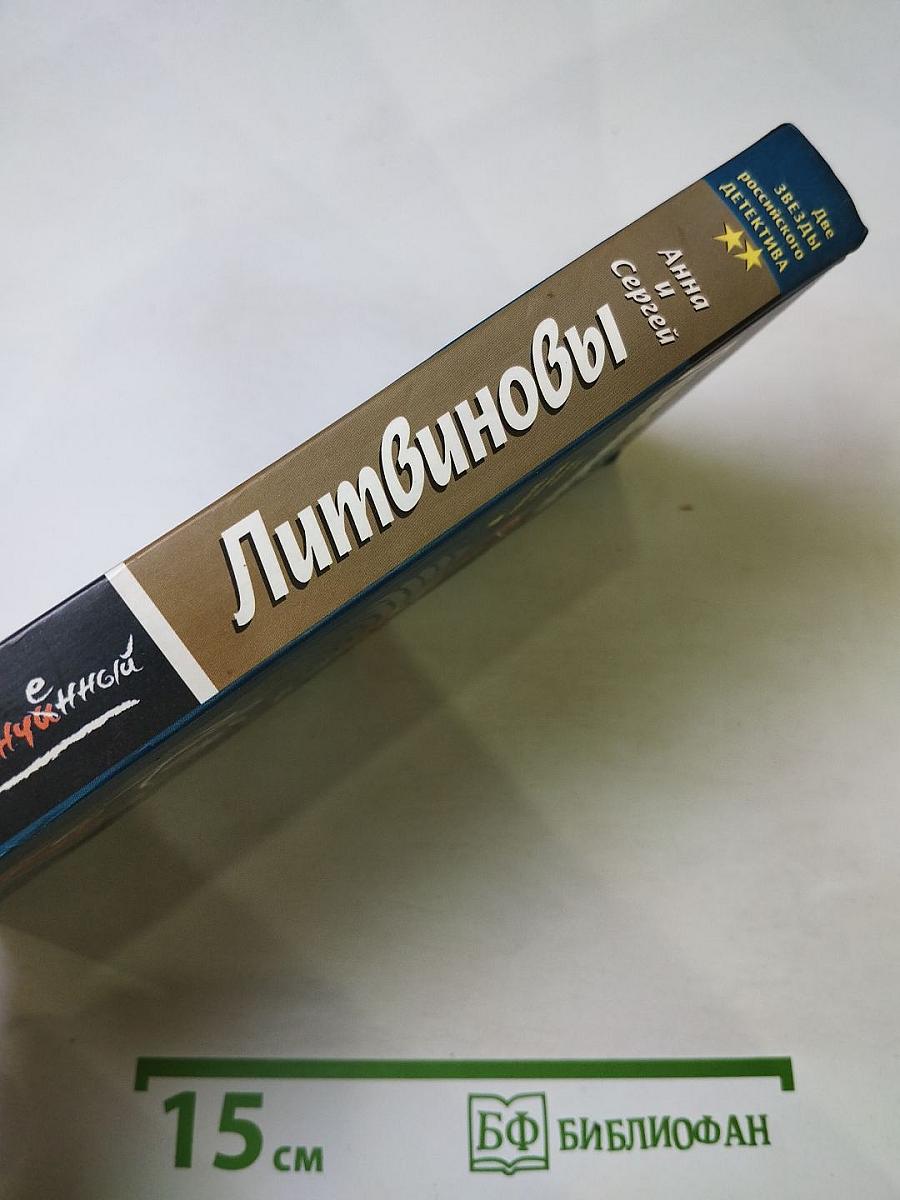 Две
ЗВЕЗДЫ
российского
ДЕТЕКТИВА
Анна
и
Сергей
Литвиновы
15 см
БФ БИБЛИОФАН